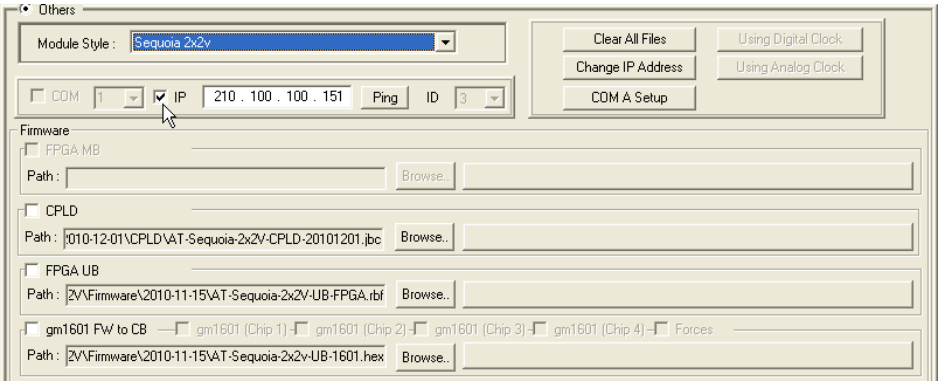 Others
Module Style : Sequoia 2x2v
Clear All Files Using Digital Clock
Change IP Address Using Analog Clock
COM A Setup
COM 1 IP 210 . 100 . 100 . 151 Ping ID 3
Firmware
FPGA MB
Path : Browse..
CPLD
Path : 2010-12-01\CPLD\AT-Sequoia-2x2V-CPLD-20101201.jbc Browse..
FPGA UB
Path : 2V\Firmware\2010-11-15\AT-Sequoia-2x2V-UB-FPGA.rbf Browse..
gm1601 FW to CB gm1601 (Chip 1) gm1601 (Chip 2) gm1601 (Chip 3) gm1601 (Chip 4) Forces
Path : 2V\Firmware\2010-11-15\AT-Sequoia-2x2v-UB-1601.hex Browse..